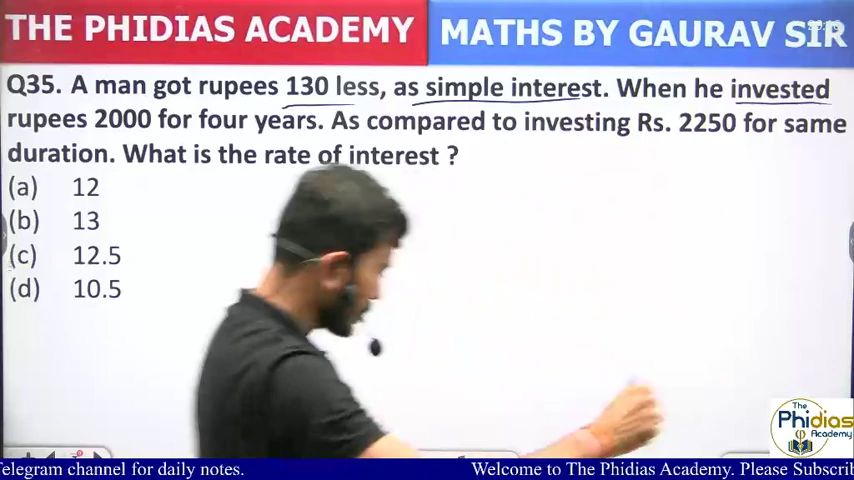 THE PHIDIAS ACADEMY
MATHS BY GAURAV SIR
Q35. A man got rupees 130 less, as simple interest. When he invested
rupees 2000 for four years. As compared to investing Rs. 2250 for same
duration. What is the rate of interest ?
(a) 12
(b) 13
(c) 12.5
(d) 10.5
The
Phidias
Academy
Telegram channel for daily notes.
Welcome to The Phidias Academy. Please Subscrib